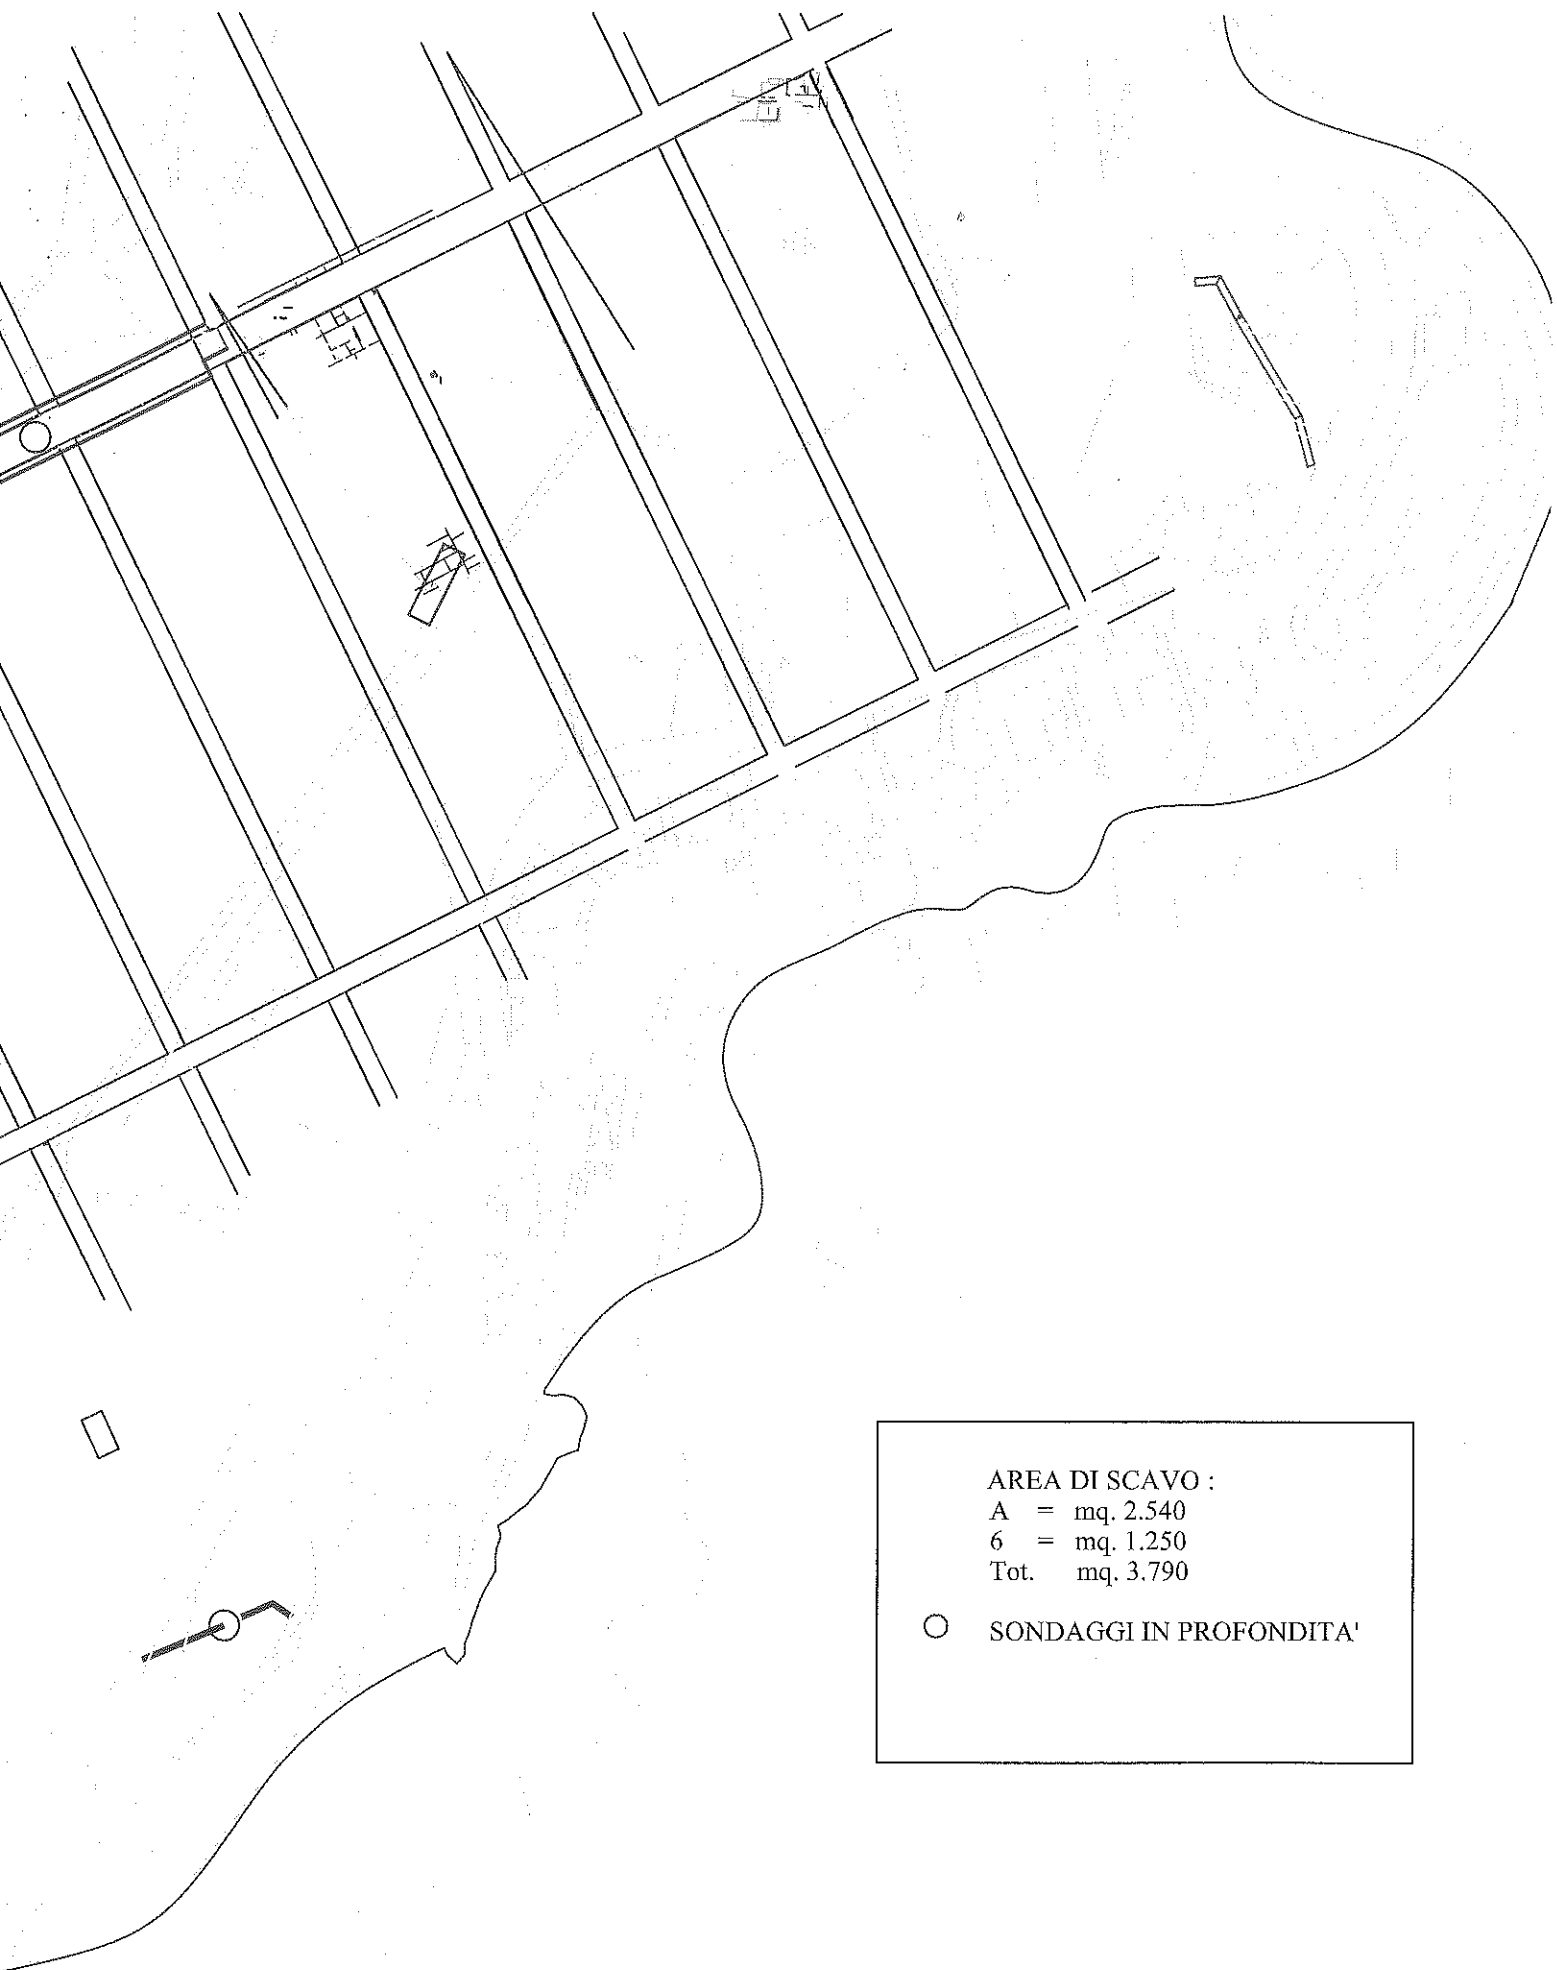 AREA DI SCAVO :
A = mq. 2.540
6 = mq. 1.250
Tot. mq. 3.790
SONDAGGI IN PROFONDITA'